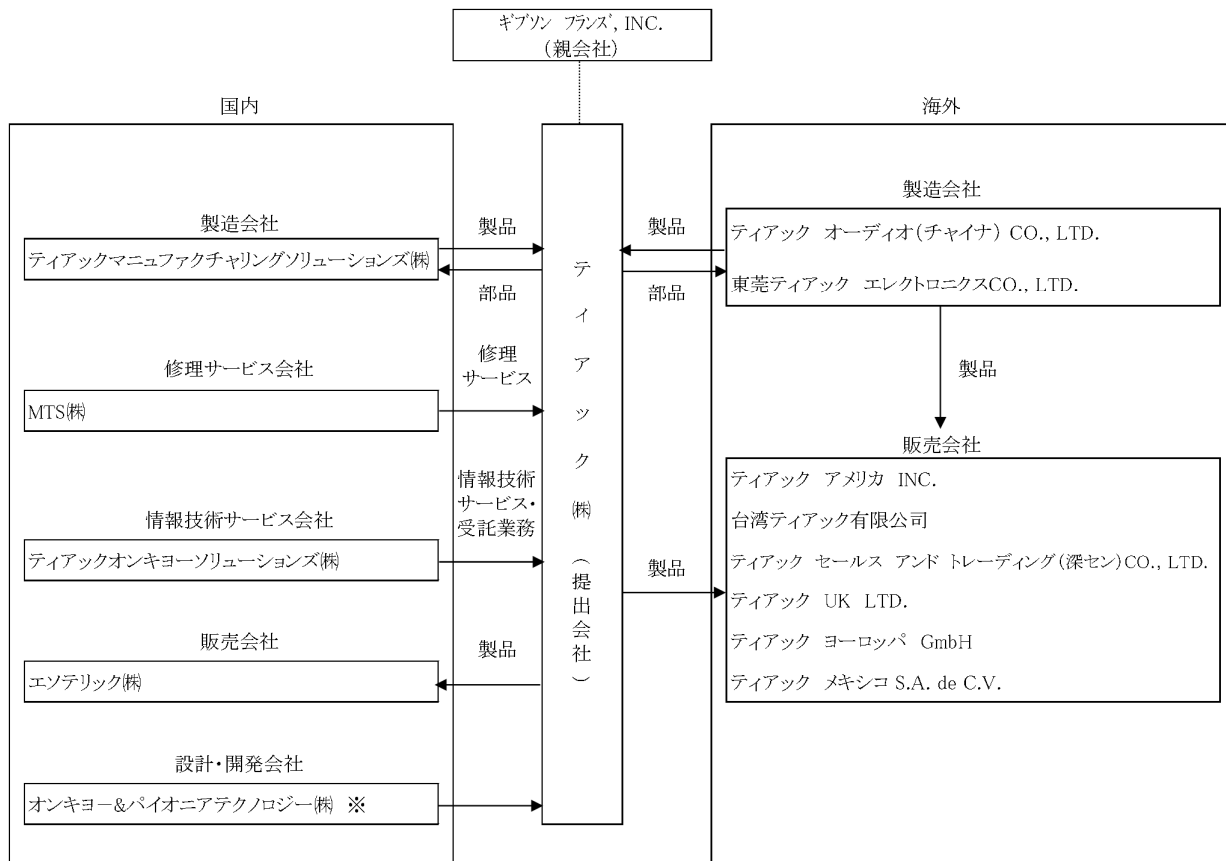 ギブソン ブランズ, INC.
(親会社)
国内
海外
製造会社
ティアックマニュファクチャリングソリューションズ㈱
製品
部品
修理サービス会社
MTS㈱
修理
サービス
情報技術サービス会社
ティアックオンキヨーソリューションズ㈱
情報技術
サービス・
受託業務
販売会社
エソテリック㈱
製品
設計・開発会社
オンキヨー&パイオニアテクノロジー㈱ ※
ティアック㈱(提出会社)
製品
部品
製造会社
ティアック オーディオ(チャイナ) CO., LTD.
東莞ティアック エレクトロニクスCO., LTD.
製品
製品
販売会社
ティアック アメリカ INC.
台湾ティアック有限公司
ティアック セールス アンド トレーディング(深セン)CO., LTD.
ティアック UK LTD.
ティアック ヨーロッパ GmbH
ティアック メキシコ S.A. de C.V.